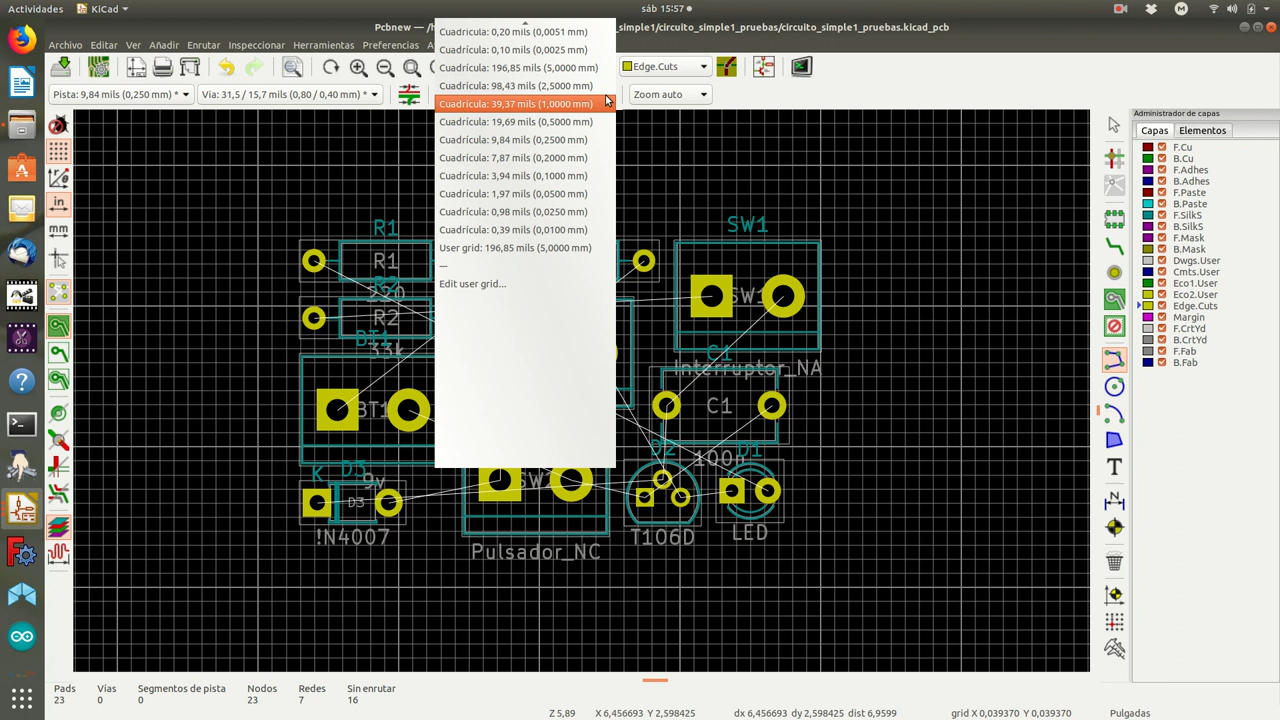 Actividades
KiCad
sáb 15:57
Pcbnew — /h
_simple1/circuito_simple1_pruebas/circuito_simple1_pruebas.kicad_pcb
Archivo Editar Ver Añadir Enrutar Inspeccionar Herramientas Preferencias
Edge.Cuts
Pista: 9,84 mils (0,250 mm) *
Vía: 31,5 / 15,7 mils (0,80 / 0,40 mm) *
Zoom auto
Cuadrícula: 0,20 mils (0,0051 mm)
Cuadrícula: 0,10 mils (0,0025 mm)
Cuadrícula: 196,85 mils (5,0000 mm)
Cuadrícula: 98,43 mils (2,5000 mm)
Cuadrícula: 39,37 mils (1,0000 mm)
Cuadrícula: 19,69 mils (0,5000 mm)
Cuadrícula: 9,84 mils (0,2500 mm)
Cuadrícula: 7,87 mils (0,2000 mm)
Cuadrícula: 3,94 mils (0,1000 mm)
Cuadrícula: 1,97 mils (0,0500 mm)
Cuadrícula: 0,98 mils (0,0250 mm)
Cuadrícula: 0,39 mils (0,0100 mm)
User grid: 196,85 mils (5,0000 mm)
---
Edit user grid...
in
mm
R1
R1
220
R2
R2
33k
BT1
BT1
9v
K
D3
D3
!N4007
SW1
SW1
Interruptor_NA
C1
C1
100n
Pulsador_NC
D2
T106D
D1
LED
Administrador de capas
Capas Elementos
F.Cu
B.Cu
F.Adhes
B.Adhes
F.Paste
B.Paste
F.SilkS
B.SilkS
F.Mask
B.Mask
Dwgs.User
Cmts.User
Eco1.User
Eco2.User
Edge.Cuts
Margin
F.CrtYd
B.CrtYd
F.Fab
B.Fab
Pads Vías Segmentos de pista Nodos Redes Sin enrutar
23 0 0 23 7 16
Z 5,89 X 6,456693 Y 2,598425 dx 6,456693 dy 2,598425 dist 6,9599 grid X 0,039370 Y 0,039370 Pulgadas